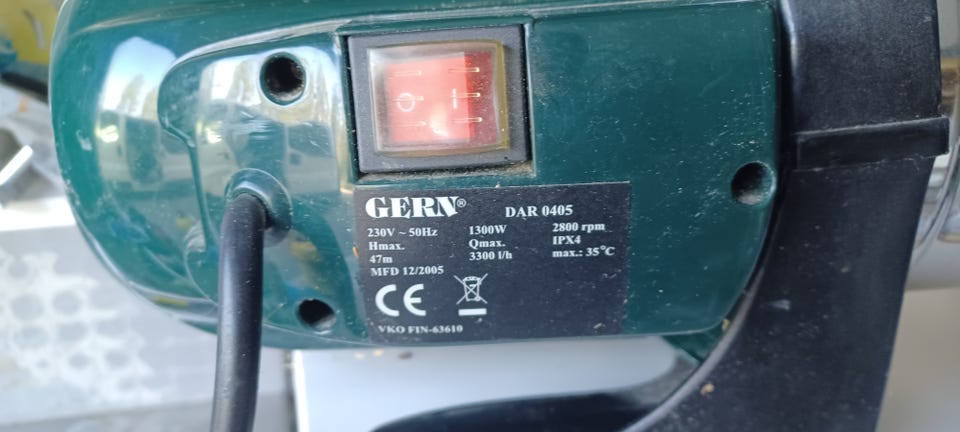 GERN® DAR 0405
230V ~ 50Hz 1300W 2800 rpm
Hmax. Qmax. IPX4
47m 3300 l/h max.: 35°C
MFD 12/2005
CE
VKO FIN-63610